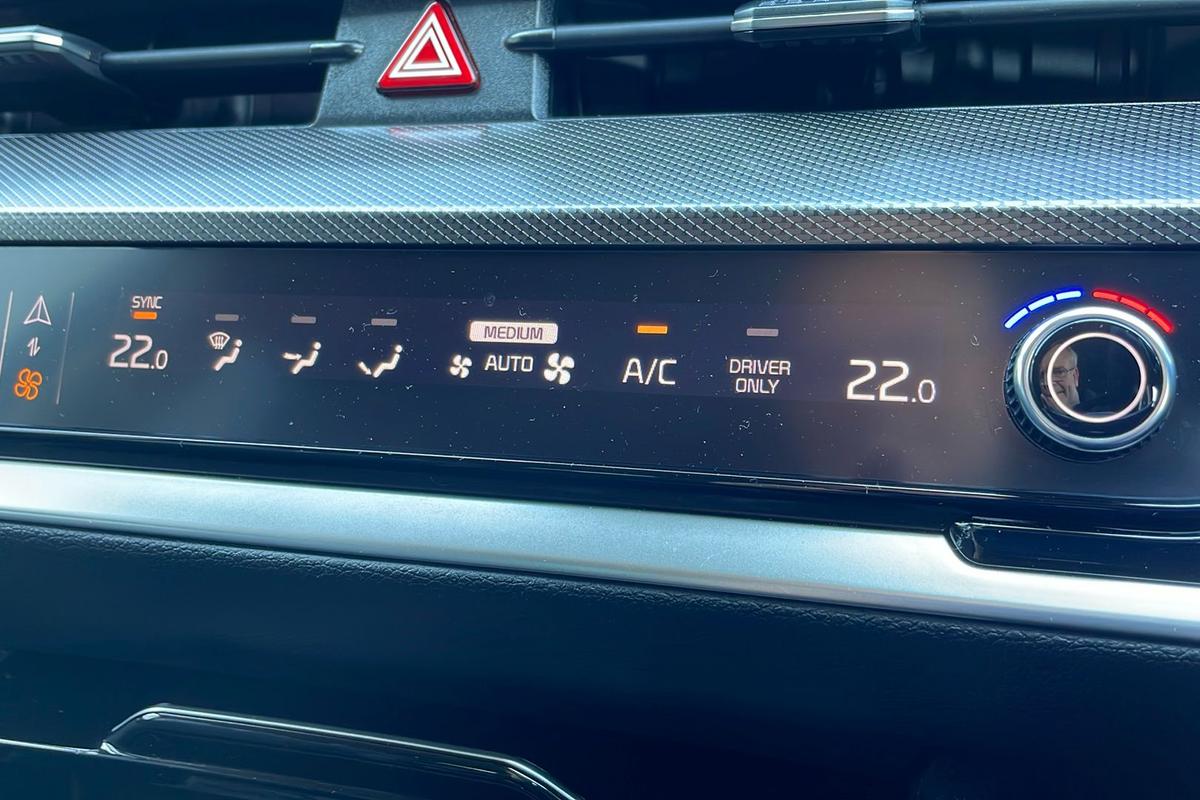 SYNC
22.0
MEDIUM
AUTO
A/C
DRIVER
ONLY
22.0